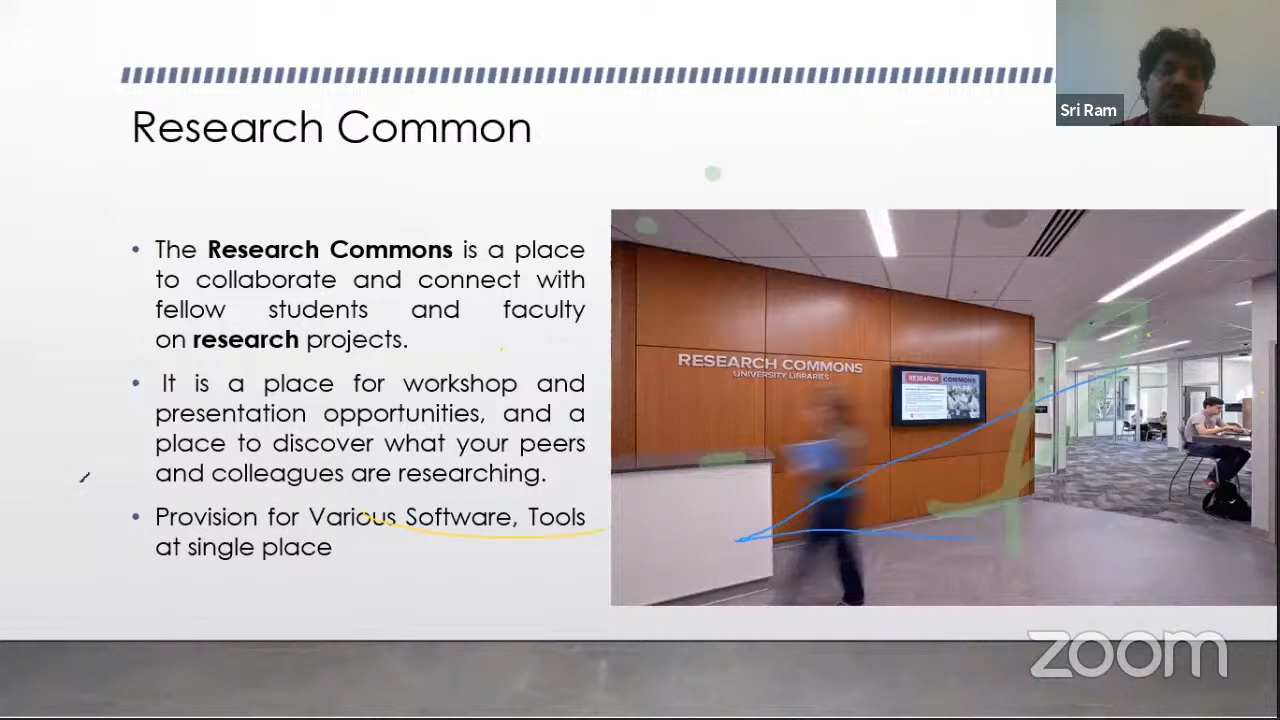 Sri Ram
Research Common
• The Research Commons is a place
to collaborate and connect with
fellow students and faculty
on research projects.
• It is a place for workshop and
presentation opportunities, and a
place to discover what your peers
and colleagues are researching.
• Provision for Various Software, Tools
at single place
RESEARCH COMMONS
UNIVERSITY LIBRARIES
RESEARCH COMMONS
zoom